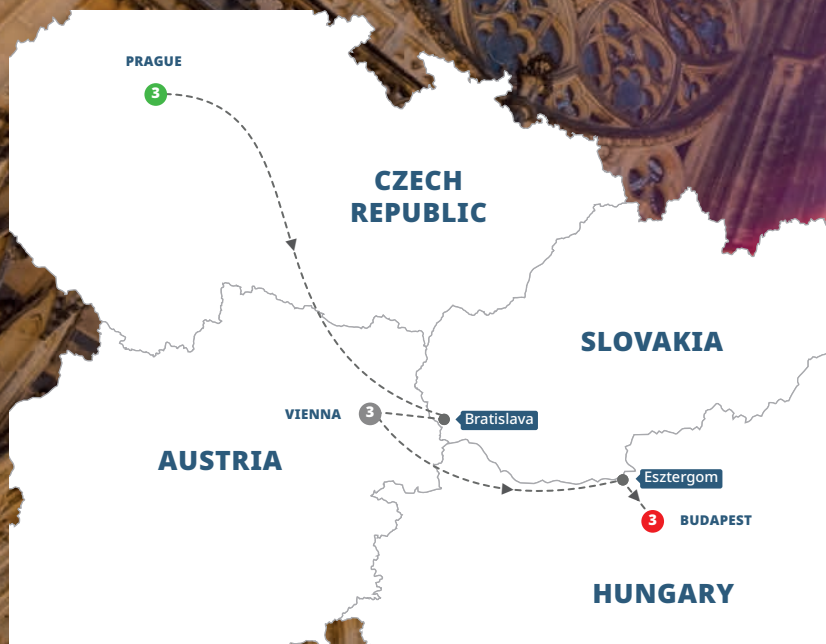 PRAGUE
3
CZECH
REPUBLIC
SLOVAKIA
VIENNA
3
Bratislava
AUSTRIA
Esztergom
3
BUDAPEST
HUNGARY